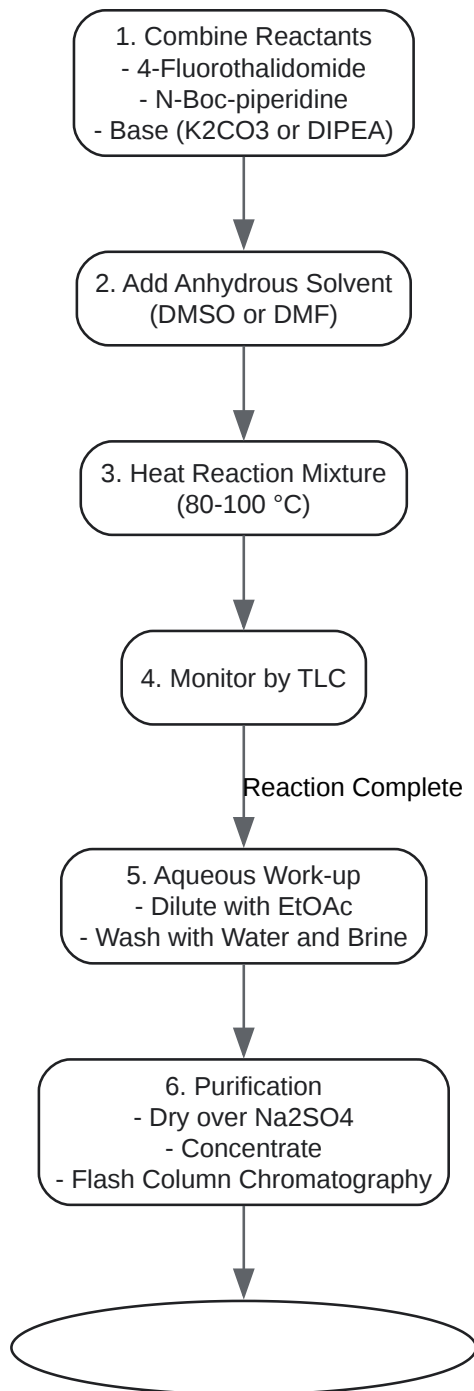 1. Combine Reactants
- 4-Fluorothalidomide
- N-Boc-piperidine
- Base (K2CO3 or DIPEA)
2. Add Anhydrous Solvent
(DMSO or DMF)
3. Heat Reaction Mixture
(80-100 °C)
4. Monitor by TLC
Reaction Complete
5. Aqueous Work-up
- Dilute with EtOAc
- Wash with Water and Brine
6. Purification
- Dry over Na2SO4
- Concentrate
- Flash Column Chromatography